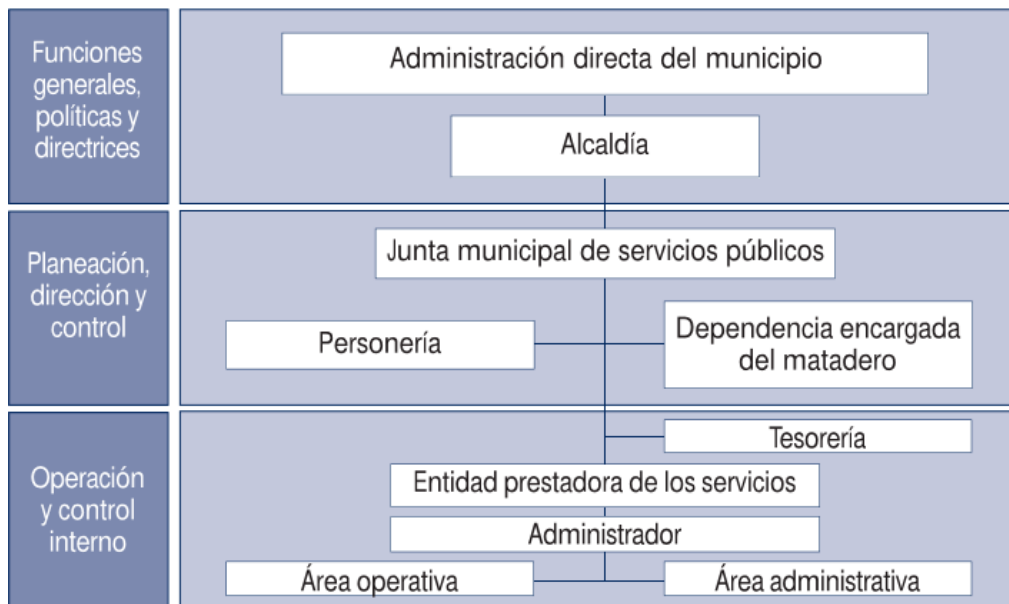 Funciones
generales,
políticas y
directrices
Administración directa del municipio
Alcaldía
Planeación,
dirección y
control
Junta municipal de servicios públicos
Personería
Dependencia encargada
del matadero
Operación
y control
interno
Tesorería
Entidad prestadora de los servicios
Administrador
Área operativa
Área administrativa